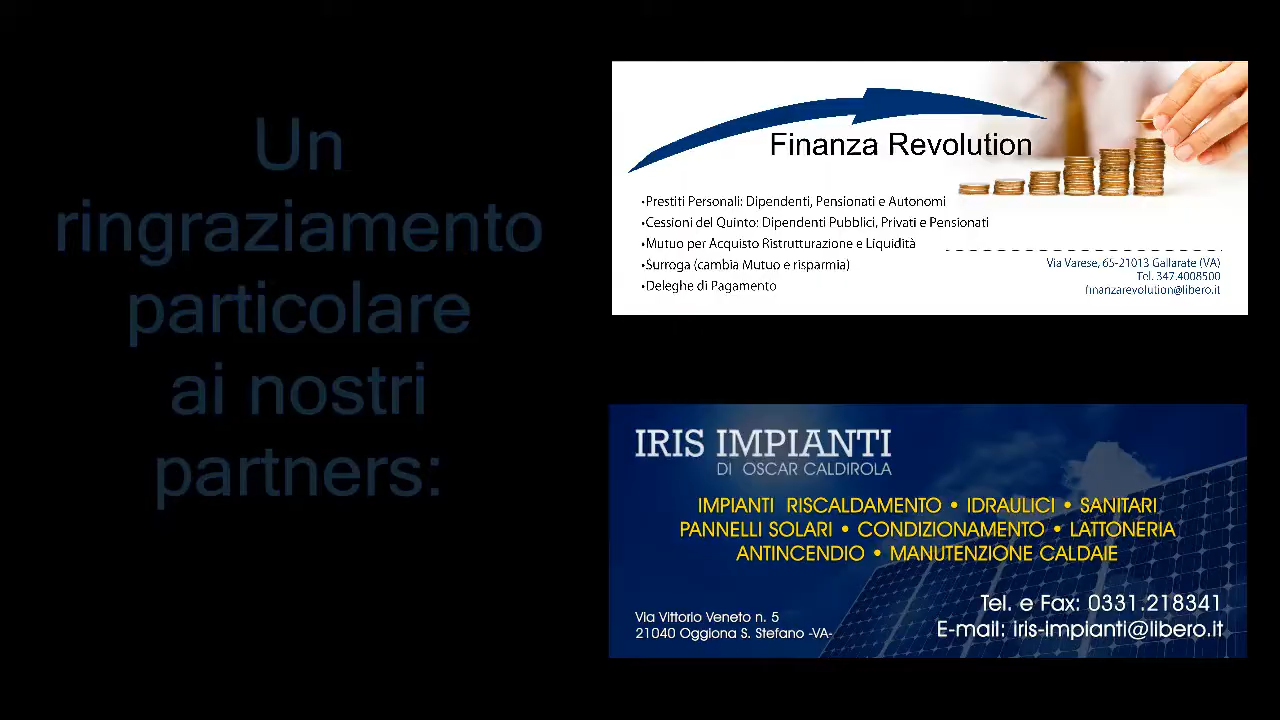 Un
ringraziamento
particolare
ai nostri
partners:
Finanza Revolution
•Prestiti Personali: Dipendenti, Pensionati e Autonomi
•Cessioni del Quinto: Dipendenti Pubblici, Privati e Pensionati
•Mutuo per Acquisto Ristrutturazione e Liquidità
•Surroga (cambia Mutuo e risparmia)
•Deleghe di Pagamento
Via Varese, 65-21013 Gallarate (VA)
Tel. 347.4008500
finanzarevolution@libero.it
IRIS IMPIANTI
DI OSCAR CALDIROLA
IMPIANTI RISCALDAMENTO • IDRAULICI • SANITARI
PANNELLI SOLARI • CONDIZIONAMENTO • LATTONERIA
ANTINCENDIO • MANUTENZIONE CALDAIE
Via Vittorio Veneto n. 5
21040 Oggiona S. Stefano -VA-
Tel. e Fax: 0331.218341
E-mail: iris-impianti@libero.it